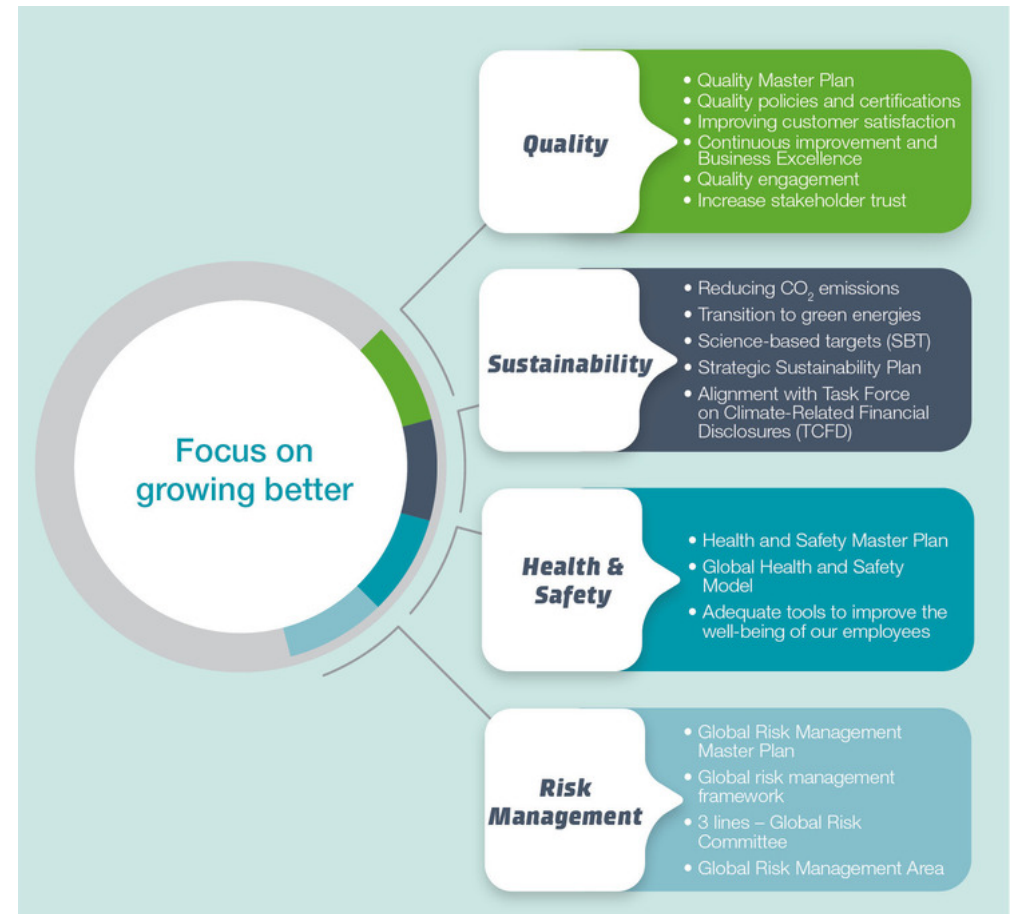 Focus on
growing better
Quality
• Quality Master Plan
• Quality policies and certifications
• Improving customer satisfaction
• Continuous improvement and
Business Excellence
• Quality engagement
• Increase stakeholder trust
Sustainability
• Reducing CO₂ emissions
• Transition to green energies
• Science-based targets (SBT)
• Strategic Sustainability Plan
• Alignment with Task Force
on Climate-Related Financial
Disclosures (TCFD)
Health &
Safety
• Health and Safety Master Plan
• Global Health and Safety
Model
• Adequate tools to improve the
well-being of our employees
Risk
Management
• Global Risk Management
Master Plan
• Global risk management
framework
• 3 lines – Global Risk
Committee
• Global Risk Management Area